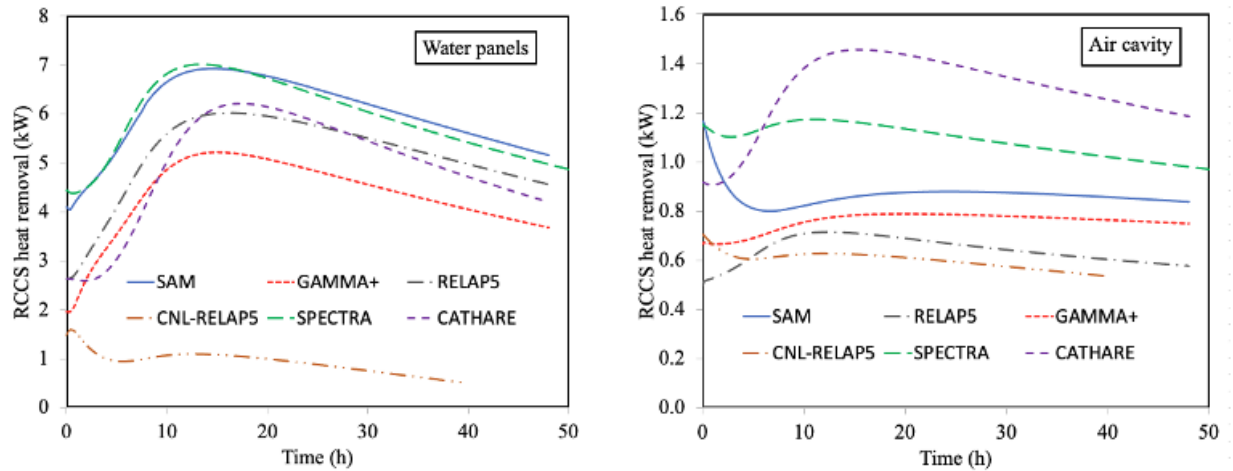 8
7
6
5
4
3
2
1
0
RCCS heat removal (kW)
Water panels
SAM GAMMA+ RELAP5
CNL-RELAP5 SPECTRA CATHARE
0 10 20 30 40 50
Time (h)
1.6
1.4
1.2
1.0
0.8
0.6
0.4
0.2
0.0
RCCS heat removal (kW)
Air cavity
SAM RELAP5 GAMMA+
CNL-RELAP5 SPECTRA CATHARE
0 10 20 30 40 50
Time (h)